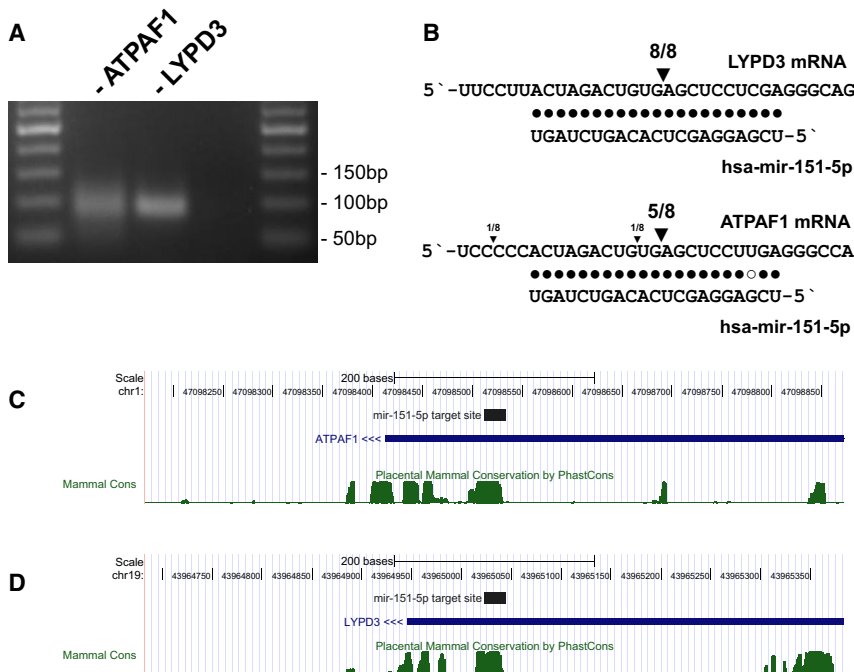 A
- ATPAF1
- LYPD3
- 150bp
- 100bp
- 50bp
B
8/8
LYPD3 mRNA
5`-UUCCUUACUAGACUGUGAGCUCCUCGAGGGCAG
UGAUCUGACACUCGAGGAGCU-5`
hsa-mir-151-5p
5/8
ATPAF1 mRNA
1/8
1/8
5`-UCCCCCACUAGACUGUGAGCUCCUUGAGGGCCA
UGAUCUGACACUCGAGGAGCU-5`
hsa-mir-151-5p
C
Scale
200 bases
chr1:
47098250| 47098300| 47098350| 47098400| 47098450| 47098500| 47098550| 47098600| 47098650| 47098700| 47098750| 47098800| 47098850|
mir-151-5p target site
ATPAF1 <<<
Placental Mammal Conservation by PhastCons
Mammal Cons
D
Scale
200 bases
chr19:
43964750| 43964800| 43964850| 43964900| 43964950| 43965000| 43965050| 43965100| 43965150| 43965200| 43965250| 43965300| 43965350|
mir-151-5p target site
LYPD3 <<<
Placental Mammal Conservation by PhastCons
Mammal Cons